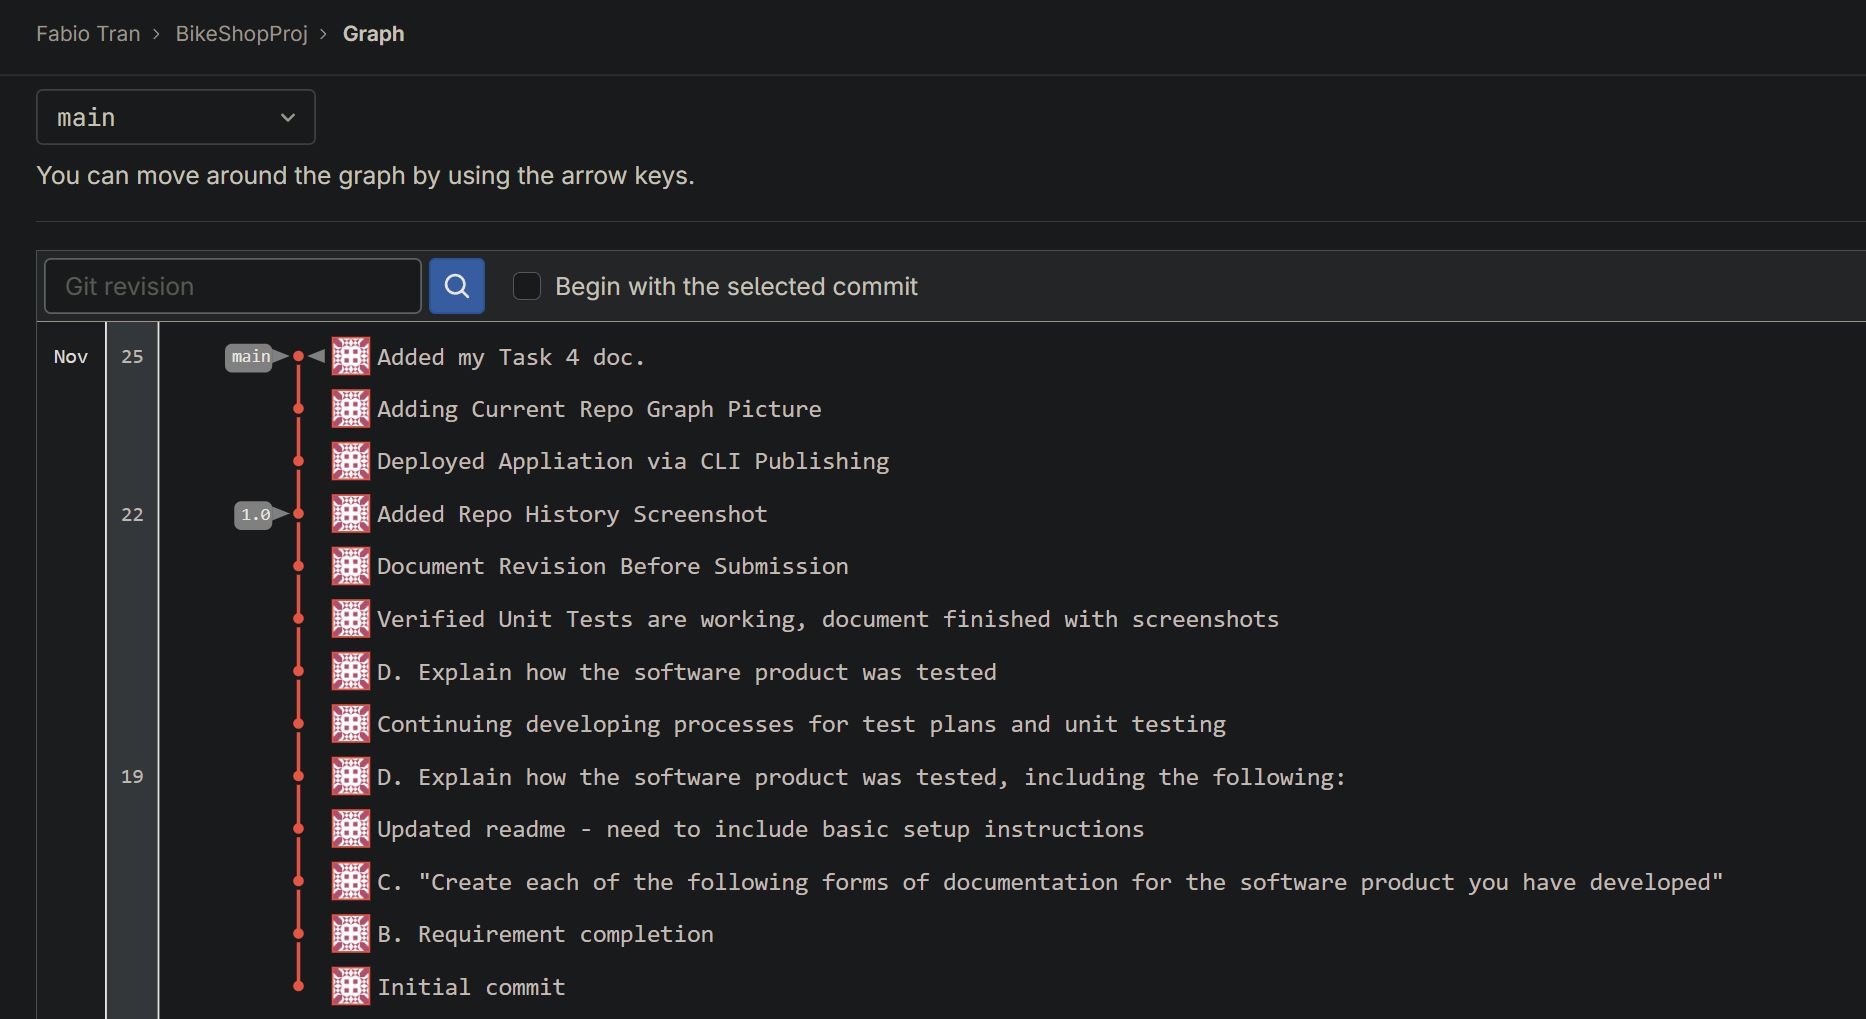 Fabio Tran > BikeShopProj > Graph
main
You can move around the graph by using the arrow keys.
Git revision
Begin with the selected commit
Nov 25 main Added my Task 4 doc.
Adding Current Repo Graph Picture
Deployed Appliation via CLI Publishing
22 1.0 Added Repo History Screenshot
Document Revision Before Submission
Verified Unit Tests are working, document finished with screenshots
D. Explain how the software product was tested
Continuing developing processes for test plans and unit testing
19 D. Explain how the software product was tested, including the following:
Updated readme - need to include basic setup instructions
C. "Create each of the following forms of documentation for the software product you have developed"
B. Requirement completion
Initial commit